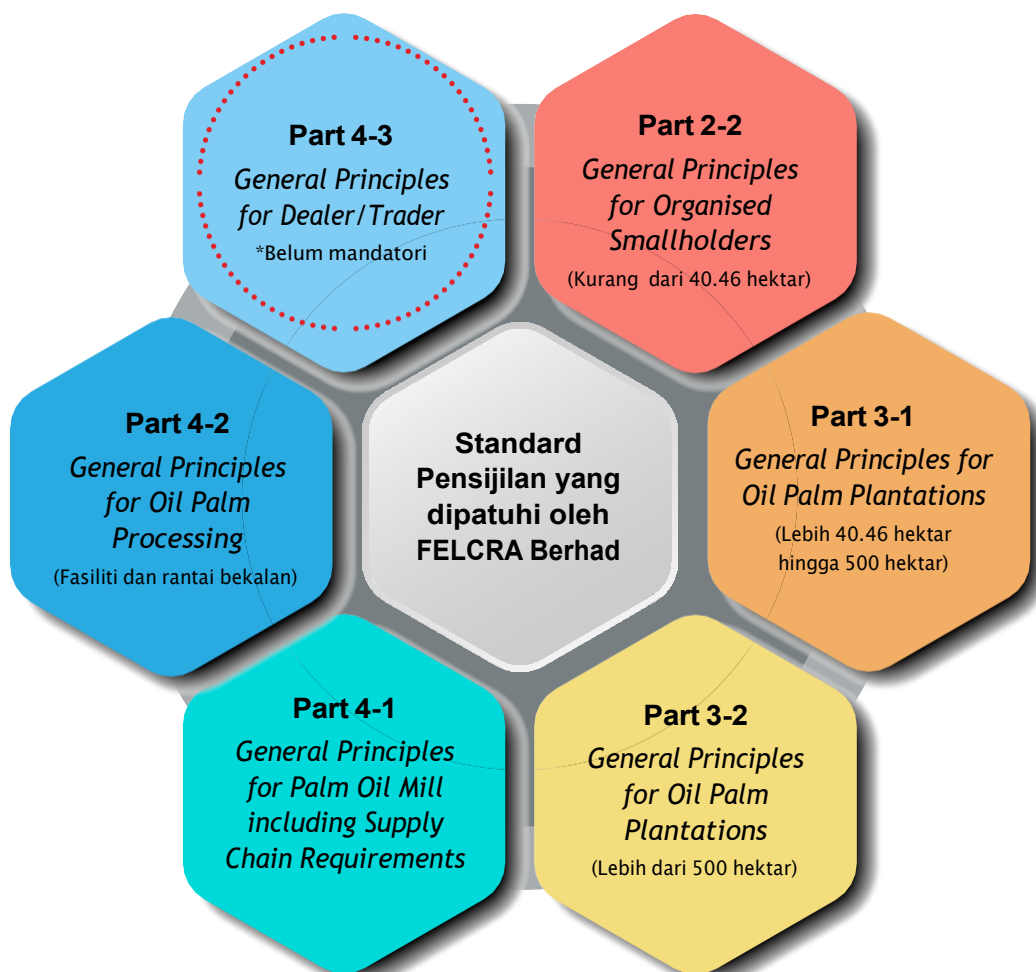 Part 4-3
General Principles
for Dealer/Trader
*Belum mandatori
Part 2-2
General Principles
for Organised
Smallholders
(Kurang dari 40.46 hektar)
Part 4-2
General Principles
for Oil Palm
Processing
(Fasiliti dan rantai bekalan)
Standard
Pensijilan yang
dipatuhi oleh
FELCRA Berhad
Part 3-1
General Principles for
Oil Palm Plantations
(Lebih 40.46 hektar
hingga 500 hektar)
Part 4-1
General Principles
for Palm Oil Mill
including Supply
Chain Requirements
Part 3-2
General Principles
for Oil Palm
Plantations
(Lebih dari 500 hektar)